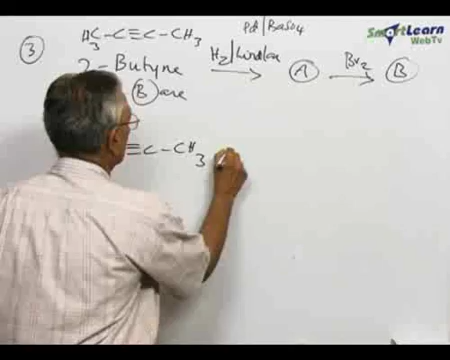 SmartLearn
WebTv
Pd | BaSO4
③ H3C-C≡C-CH3
2-Butyne H2 | Lindlar → Ⓐ Br2 → Ⓑ
Ⓑ are
≡C-CH3